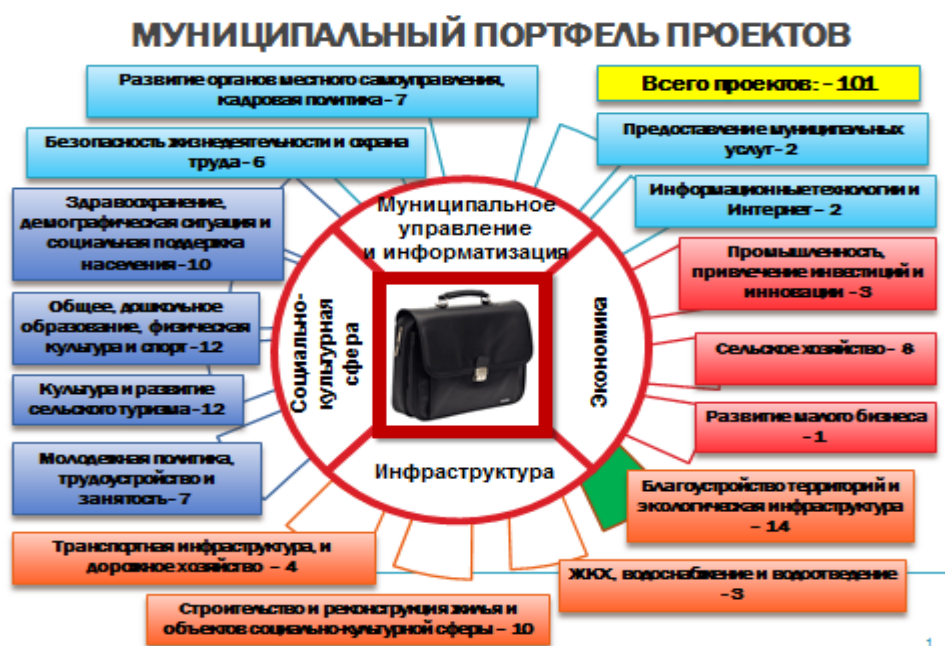 МУНИЦИПАЛЬНЫЙ ПОРТФЕЛЬ ПРОЕКТОВ
Развитие органов местного самоуправления,
кадровая политика – 7
Всего проектов: – 101
Безопасность жизнедеятельности и охрана
труда – 6
Предоставление муниципальных
услуг – 2
Здравоохранение,
демографическая ситуация и
социальная поддержка
населения – 10
Информационные технологии и
Интернет – 2
Муниципальное
управление
и информатизация
Промышленность,
привлечение инвестиций и
инновации – 3
Общее, дошкольное
образование, физическая
культура и спорт – 12
Социально-
культурная
сфера
Экономика
Сельское хозяйство – 8
Культура и развитие
сельского туризма – 12
Развитие малого бизнеса
– 1
Молодежная политика,
трудоустройство и
занятость – 7
Инфраструктура
Благоустройство территорий и
экологическая инфраструктура
– 14
Транспортная инфраструктура, и
дорожное хозяйство – 4
ЖКХ, водоснабжение и водоотведение
– 3
Строительство и реконструкция жилья и
объектов социально-культурной сферы – 10
1